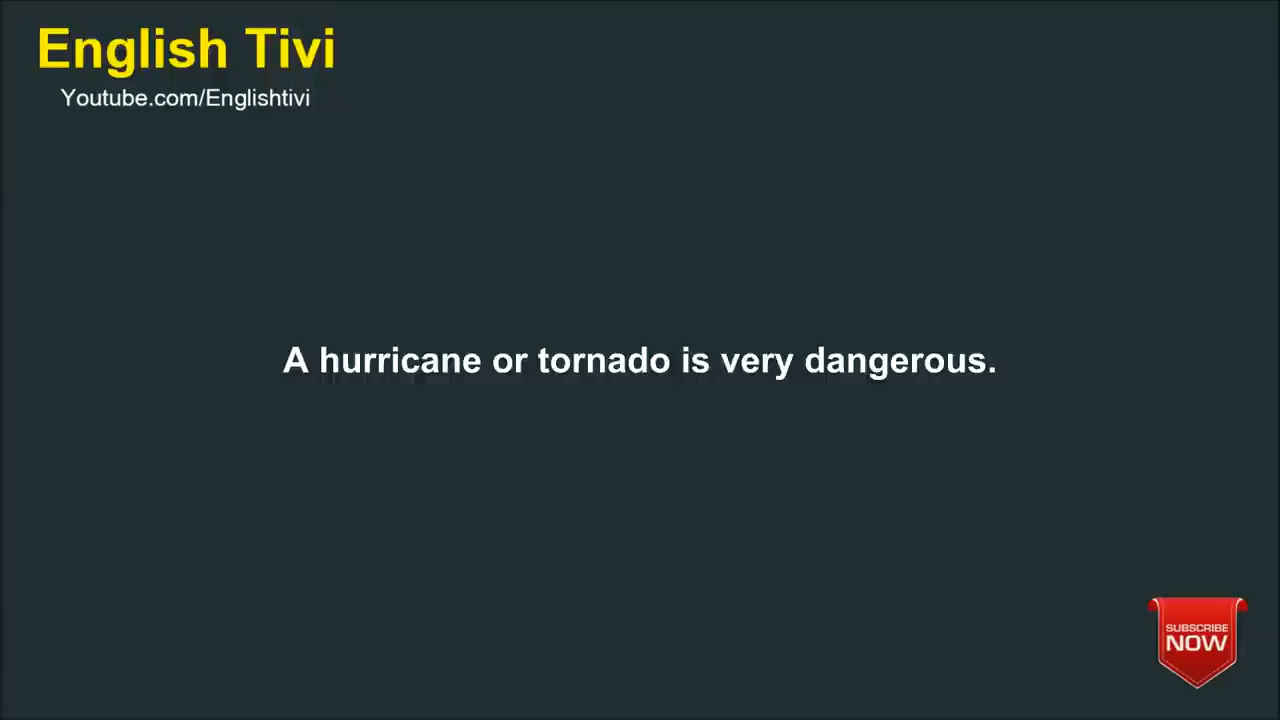 English Tivi
Youtube.com/Englishtivi
A hurricane or tornado is very dangerous.
SUBSCRIBE
NOW